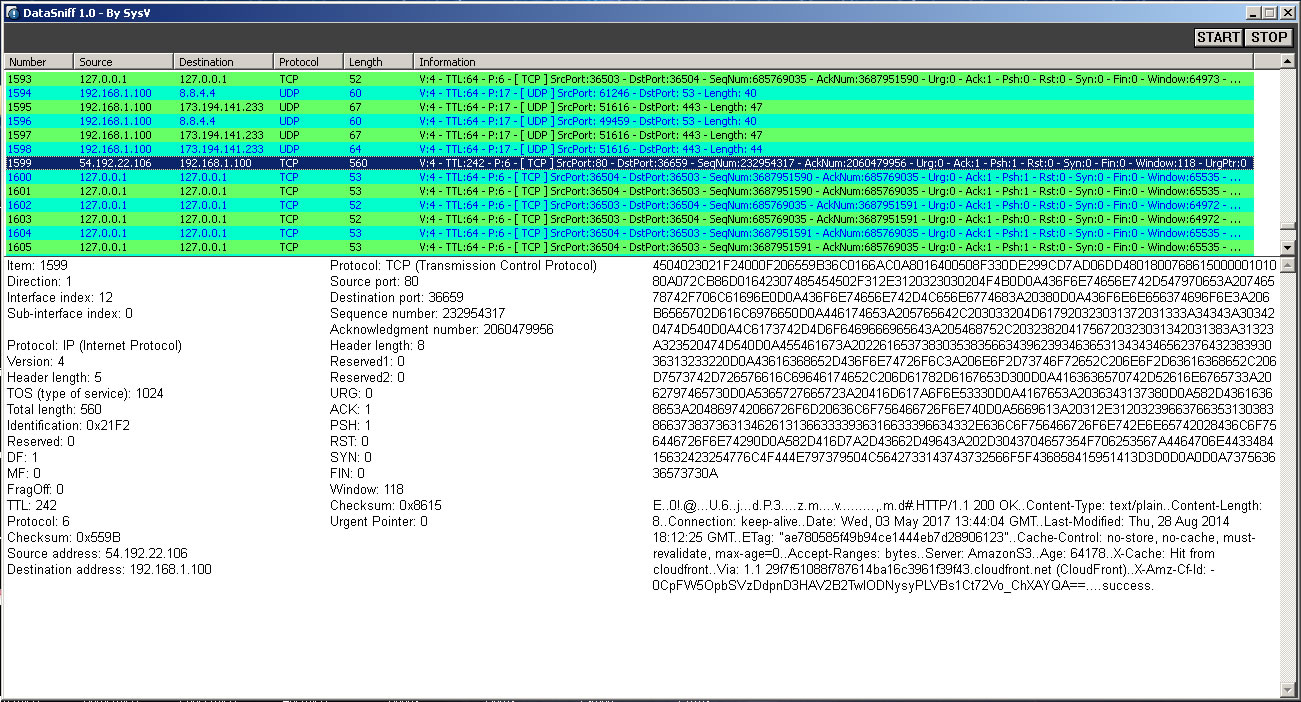 DataSniff 1.0 - By SysV
START STOP
Number Source Destination Protocol Length Information
1593 127.0.0.1 127.0.0.1 TCP 52 V:4 - TTL:64 - P:6 - [ TCP ] SrcPort:36503 - DstPort:36504 - SeqNum:685769035 - AckNum:3687951590 - Urg:0 - Ack:1 - Psh:0 - Rst:0 - Syn:0 - Fin:0 - Window:64973 - ...
1594 192.168.1.100 8.8.4.4 UDP 60 V:4 - TTL:64 - P:17 - [ UDP ] SrcPort: 61246 - DstPort: 53 - Length: 40
1595 192.168.1.100 173.194.141.233 UDP 67 V:4 - TTL:64 - P:17 - [ UDP ] SrcPort: 51616 - DstPort: 443 - Length: 47
1596 192.168.1.100 8.8.4.4 UDP 60 V:4 - TTL:64 - P:17 - [ UDP ] SrcPort: 49459 - DstPort: 53 - Length: 40
1597 192.168.1.100 173.194.141.233 UDP 67 V:4 - TTL:64 - P:17 - [ UDP ] SrcPort: 51616 - DstPort: 443 - Length: 47
1598 192.168.1.100 173.194.141.233 UDP 64 V:4 - TTL:64 - P:17 - [ UDP ] SrcPort: 51616 - DstPort: 443 - Length: 44
1599 54.192.22.106 192.168.1.100 TCP 560 V:4 - TTL:242 - P:6 - [ TCP ] SrcPort:80 - DstPort:36659 - SeqNum:232954317 - AckNum:2060479956 - Urg:0 - Ack:1 - Psh:1 - Rst:0 - Syn:0 - Fin:0 - Window:118 - UrgPtr:0
1600 127.0.0.1 127.0.0.1 TCP 53 V:4 - TTL:64 - P:6 - [ TCP ] SrcPort:36504 - DstPort:36503 - SeqNum:3687951590 - AckNum:685769035 - Urg:0 - Ack:1 - Psh:1 - Rst:0 - Syn:0 - Fin:0 - Window:65535 - ...
1601 127.0.0.1 127.0.0.1 TCP 53 V:4 - TTL:64 - P:6 - [ TCP ] SrcPort:36504 - DstPort:36503 - SeqNum:3687951590 - AckNum:685769035 - Urg:0 - Ack:1 - Psh:1 - Rst:0 - Syn:0 - Fin:0 - Window:65535 - ...
1602 127.0.0.1 127.0.0.1 TCP 52 V:4 - TTL:64 - P:6 - [ TCP ] SrcPort:36503 - DstPort:36504 - SeqNum:685769035 - AckNum:3687951591 - Urg:0 - Ack:1 - Psh:0 - Rst:0 - Syn:0 - Fin:0 - Window:64972 - ...
1603 127.0.0.1 127.0.0.1 TCP 52 V:4 - TTL:64 - P:6 - [ TCP ] SrcPort:36503 - DstPort:36504 - SeqNum:685769035 - AckNum:3687951591 - Urg:0 - Ack:1 - Psh:0 - Rst:0 - Syn:0 - Fin:0 - Window:64972 - ...
1604 127.0.0.1 127.0.0.1 TCP 53 V:4 - TTL:64 - P:6 - [ TCP ] SrcPort:36504 - DstPort:36503 - SeqNum:3687951591 - AckNum:685769035 - Urg:0 - Ack:1 - Psh:1 - Rst:0 - Syn:0 - Fin:0 - Window:65535 - ...
1605 127.0.0.1 127.0.0.1 TCP 53 V:4 - TTL:64 - P:6 - [ TCP ] SrcPort:36504 - DstPort:36503 - SeqNum:3687951591 - AckNum:685769035 - Urg:0 - Ack:1 - Psh:1 - Rst:0 - Syn:0 - Fin:0 - Window:65535 - ...
Item: 1599
Direction: 1
Interface index: 12
Sub-interface index: 0
Protocol: IP (Internet Protocol)
Version: 4
Header length: 5
TOS (type of service): 1024
Total length: 560
Identification: 0x21F2
Reserved: 0
DF: 1
MF: 0
FragOff: 0
TTL: 242
Protocol: 6
Checksum: 0x559B
Source address: 54.192.22.106
Destination address: 192.168.1.100
Protocol: TCP (Transmission Control Protocol)
Source port: 80
Destination port: 36659
Sequence number: 232954317
Acknowledgment number: 2060479956
Header length: 8
Reserved1: 0
Reserved2: 0
URG: 0
ACK: 1
PSH: 1
RST: 0
SYN: 0
FIN: 0
Window: 118
Checksum: 0x8615
Urgent Pointer: 0
E..0!.@...U.6..j...d.P.3....z.m....v.........,.m.d#.HTTP/1.1 200 OK..Content-Type: text/plain..Content-Length:
8..Connection: keep-alive..Date: Wed, 03 May 2017 13:44:04 GMT..Last-Modified: Thu, 28 Aug 2014
18:12:25 GMT..ETag: "ae780585f49b94ce1444eb7d28906123"..Cache-Control: no-store, no-cache, must-
revalidate, max-age=0..Accept-Ranges: bytes..Server: AmazonS3..Age: 64178..X-Cache: Hit from
cloudfront..Via: 1.1 29f7f51088f787614ba16c3961f39f43.cloudfront.net (CloudFront)..X-Amz-Cf-Id: -
0CpFW5OpbSVzDdpnD3HAV2B2TwlODNysyPLVBs1Ct72Vo_ChXAYQA==....success.